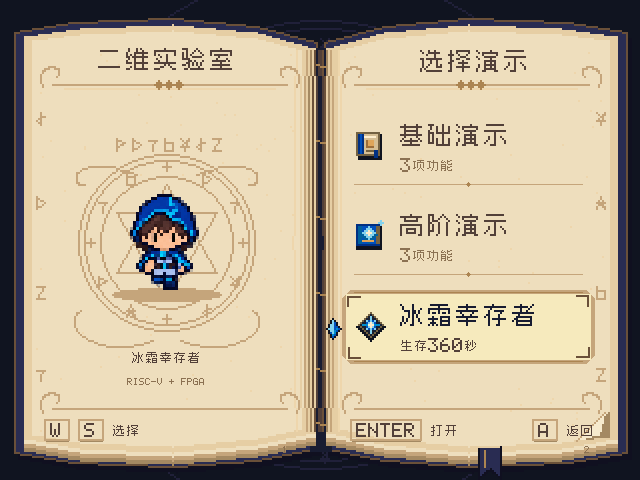 二维实验室
冰霜幸存者
RISC-V + FPGA
W S 选择
选择演示
基础演示
3项功能
高阶演示
3项功能
冰霜幸存者
生存360秒
ENTER 打开
A 返回
2